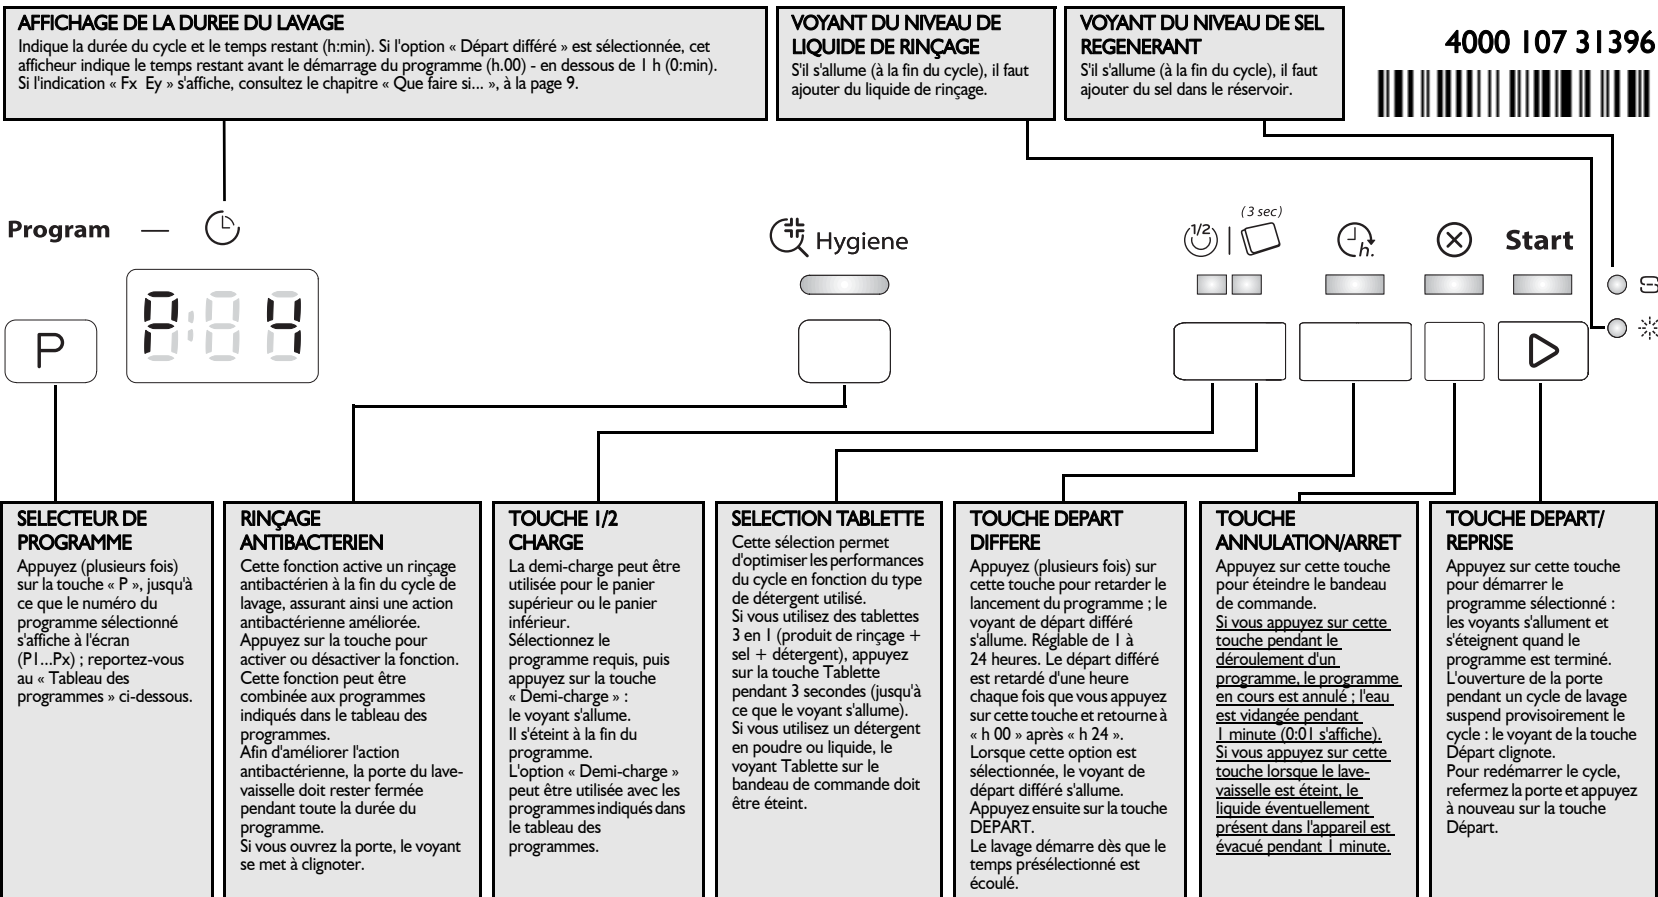 AFFICHAGE DE LA DUREE DU LAVAGE
Indique la durée du cycle et le temps restant (h:min). Si l'option « Départ différé » est sélectionnée, cet
afficheur indique le temps restant avant le démarrage du programme (h.00) - en dessous de 1 h (0:min).
Si l'indication « Fx Ey » s'affiche, consultez le chapitre « Que faire si... », à la page 9.
VOYANT DU NIVEAU DE
LIQUIDE DE RINÇAGE
S'il s'allume (à la fin du cycle), il faut
ajouter du liquide de rinçage.
VOYANT DU NIVEAU DE SEL
REGENERANT
S'il s'allume (à la fin du cycle), il faut
ajouter du sel dans le réservoir.
4000 107 31396
Program —
P
P 4
Hygiene
1/2 | (3 sec)
h.
Start
SELECTEUR DE
PROGRAMME
Appuyez (plusieurs fois)
sur la touche « P », jusqu'à
ce que le numéro du
programme sélectionné
s'affiche à l'écran
(P1...Px) ; reportez-vous
au « Tableau des
programmes » ci-dessous.
RINÇAGE
ANTIBACTERIEN
Cette fonction active un rinçage
antibactérien à la fin du cycle de
lavage, assurant ainsi une action
antibactérienne améliorée.
Appuyez sur la touche pour
activer ou désactiver la fonction.
Cette fonction peut être
combinée aux programmes
indiqués dans le tableau des
programmes.
Afin d'améliorer l'action
antibactérienne, la porte du lave-
vaisselle doit rester fermée
pendant toute la durée du
programme.
Si vous ouvrez la porte, le voyant
se met à clignoter.
TOUCHE 1/2
CHARGE
La demi-charge peut être
utilisée pour le panier
supérieur ou le panier
inférieur.
Sélectionnez le
programme requis, puis
appuyez sur la touche
« Demi-charge » :
le voyant s'allume.
Il s'éteint à la fin du
programme.
L'option « Demi-charge »
peut être utilisée avec les
programmes indiqués dans
le tableau des
programmes.
SELECTION TABLETTE
Cette sélection permet
d'optimiser les performances
du cycle en fonction du type
de détergent utilisé.
Si vous utilisez des tablettes
3 en 1 (produit de rinçage +
sel + détergent), appuyez
sur la touche Tablette
pendant 3 secondes (jusqu'à
ce que le voyant s'allume).
Si vous utilisez un détergent
en poudre ou liquide, le
voyant Tablette sur le
bandeau de commande doit
être éteint.
TOUCHE DEPART
DIFFERE
Appuyez (plusieurs fois) sur
cette touche pour retarder le
lancement du programme ; le
voyant de départ différé
s'allume. Réglable de 1 à
24 heures. Le départ différé
est retardé d'une heure
chaque fois que vous appuyez
sur cette touche et retourne à
« h 00 » après « h 24 ».
Lorsque cette option est
sélectionnée, le voyant de
départ différé s'allume.
Appuyez ensuite sur la touche
DEPART.
Le lavage démarre dès que le
temps présélectionné est
écoulé.
TOUCHE
ANNULATION/ARRET
Appuyez sur cette touche
pour éteindre le bandeau
de commande.
Si vous appuyez sur cette
touche pendant le
déroulement d'un
programme, le programme
en cours est annulé ; l'eau
est vidangée pendant
1 minute (0:01 s'affiche).
Si vous appuyez sur cette
touche lorsque le lave-
vaisselle est éteint, le
liquide éventuellement
présent dans l'appareil est
évacué pendant 1 minute.
TOUCHE DEPART/
REPRISE
Appuyez sur cette touche
pour démarrer le
programme sélectionné :
les voyants s'allument et
s'éteignent quand le
programme est terminé.
L'ouverture de la porte
pendant un cycle de lavage
suspend provisoirement le
cycle : le voyant de la touche
Départ clignote.
Pour redémarrer le cycle,
refermez la porte et appuyez
à nouveau sur la touche
Départ.